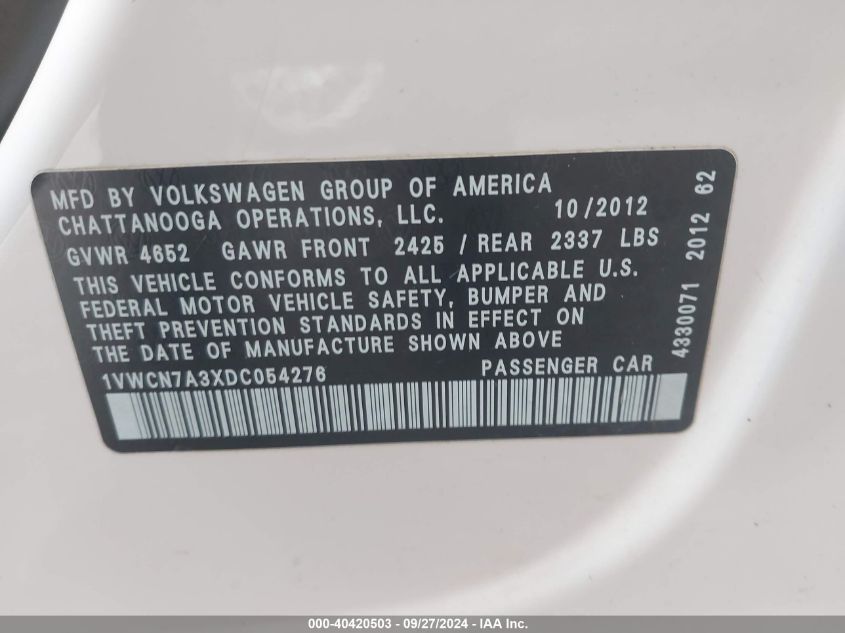 MFD BY VOLKSWAGEN GROUP OF AMERICA
CHATTANOOGA OPERATIONS, LLC. 10/2012
GVWR 4652 GAWR FRONT 2425 / REAR 2337 LBS
THIS VEHICLE CONFORMS TO ALL APPLICABLE U.S.
FEDERAL MOTOR VEHICLE SAFETY, BUMPER AND
THEFT PREVENTION STANDARDS IN EFFECT ON
THE DATE OF MANUFACTURE SHOWN ABOVE
1VWCN7A3XDC054276 PASSENGER CAR
4330071 2012 62
000-40420503 - 09/27/2024 - IAA Inc.